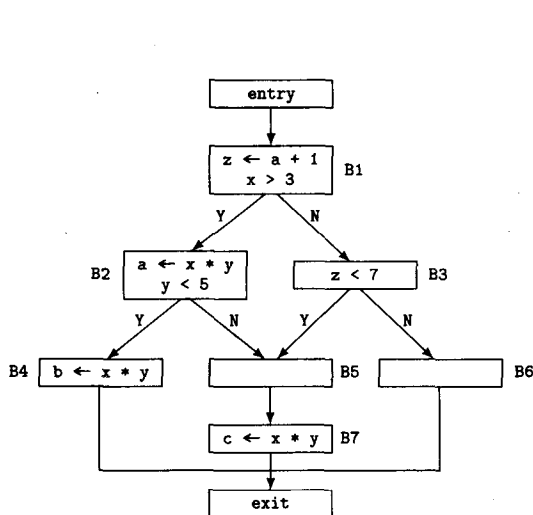 entry
z ← a + 1
x > 3
B1
Y
N
B2
a ← x * y
y < 5
z < 7
B3
Y
N
Y
N
B4
b ← x * y
B5
B6
c ← x * y
B7
exit